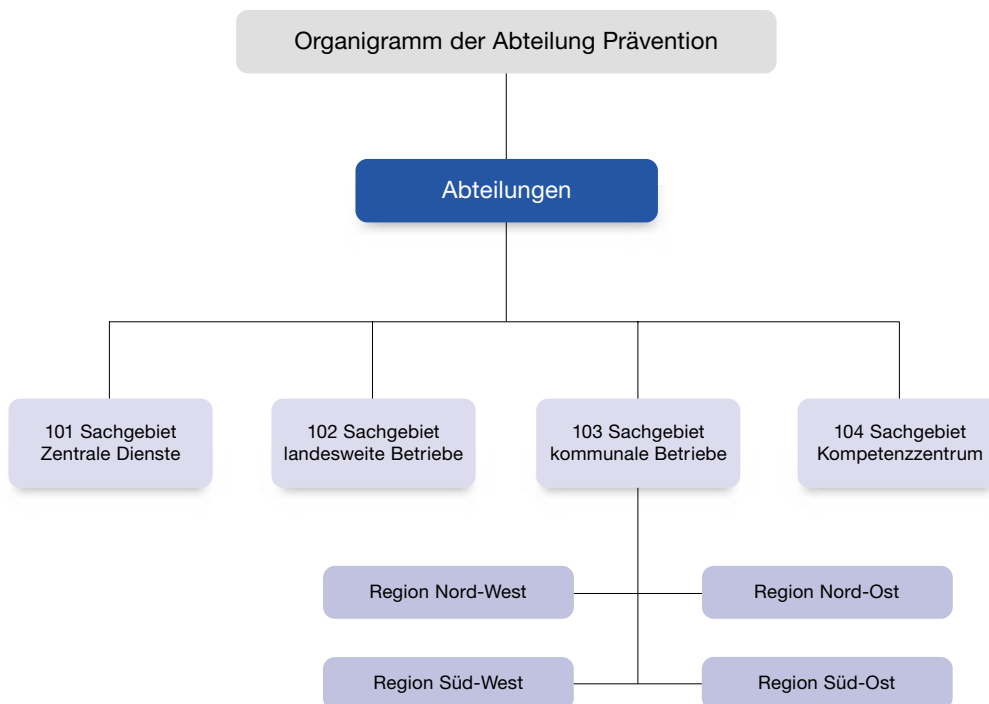 Organigramm der Abteilung Prävention
Abteilungen
101 Sachgebiet
Zentrale Dienste
102 Sachgebiet
landesweite Betriebe
103 Sachgebiet
kommunale Betriebe
104 Sachgebiet
Kompetenzzentrum
Region Nord-West
Region Nord-Ost
Region Süd-West
Region Süd-Ost